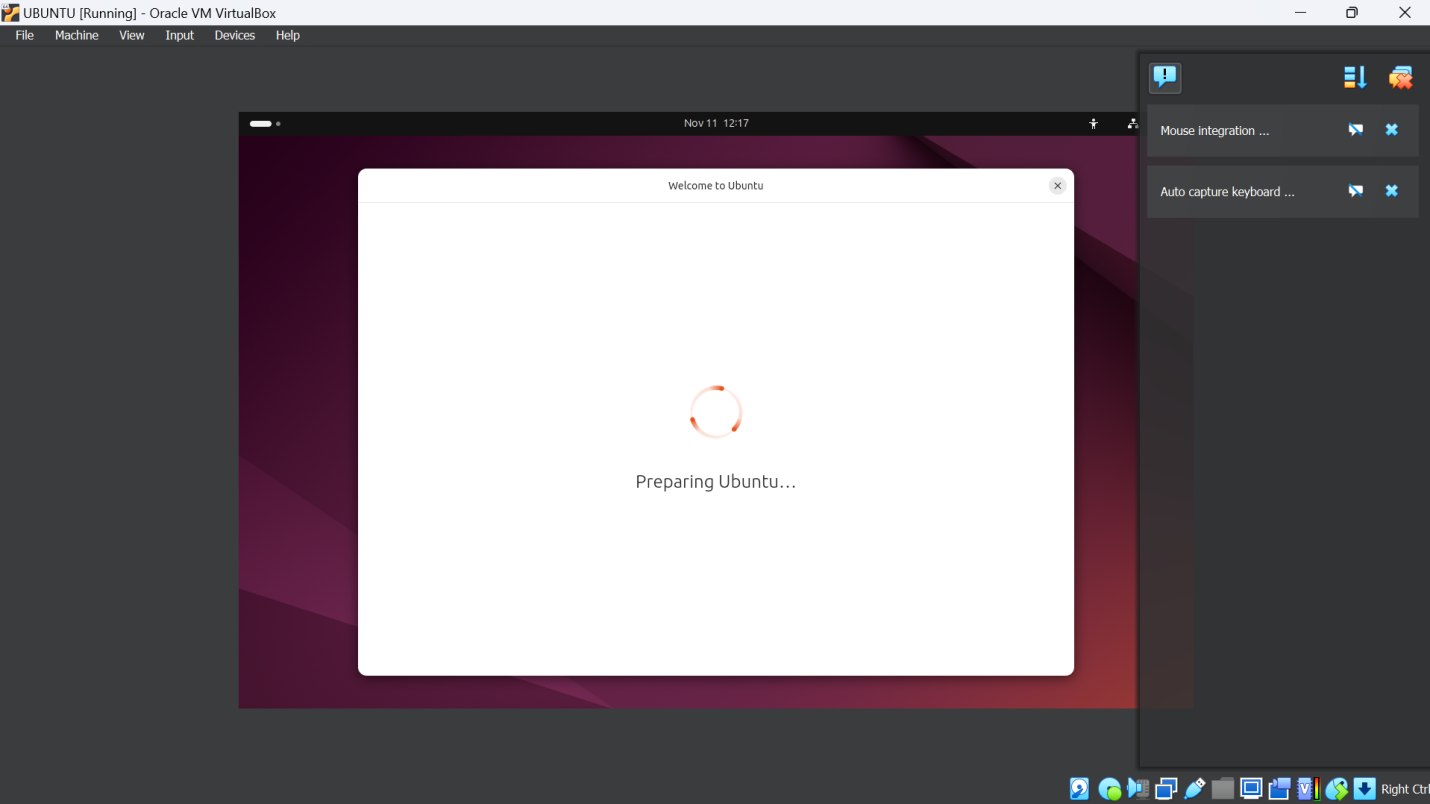 UBUNTU [Running] - Oracle VM VirtualBox
File Machine View Input Devices Help
Nov 11 12:17
Mouse integration ...
Welcome to Ubuntu
Auto capture keyboard ...
Preparing Ubuntu...
Right Ctrl